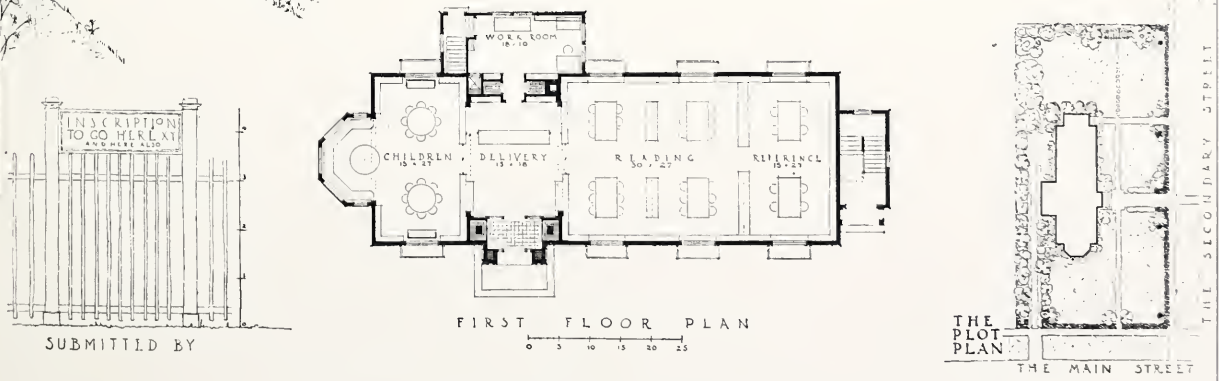 INSCRIPTION
TO GO HERE XT
AND HERE ALSO
SUBMITTED BY
WORK ROOM
18 x 10
CHILDREN
15 x 27
DELIVERY
15 x 18
READING
30 x 27
REFERENCE
15 x 27
FIRST FLOOR PLAN
0 5 10 15 20 25
THE
PLOT
PLAN
THE MAIN STREET
THE SECONDARY STREET